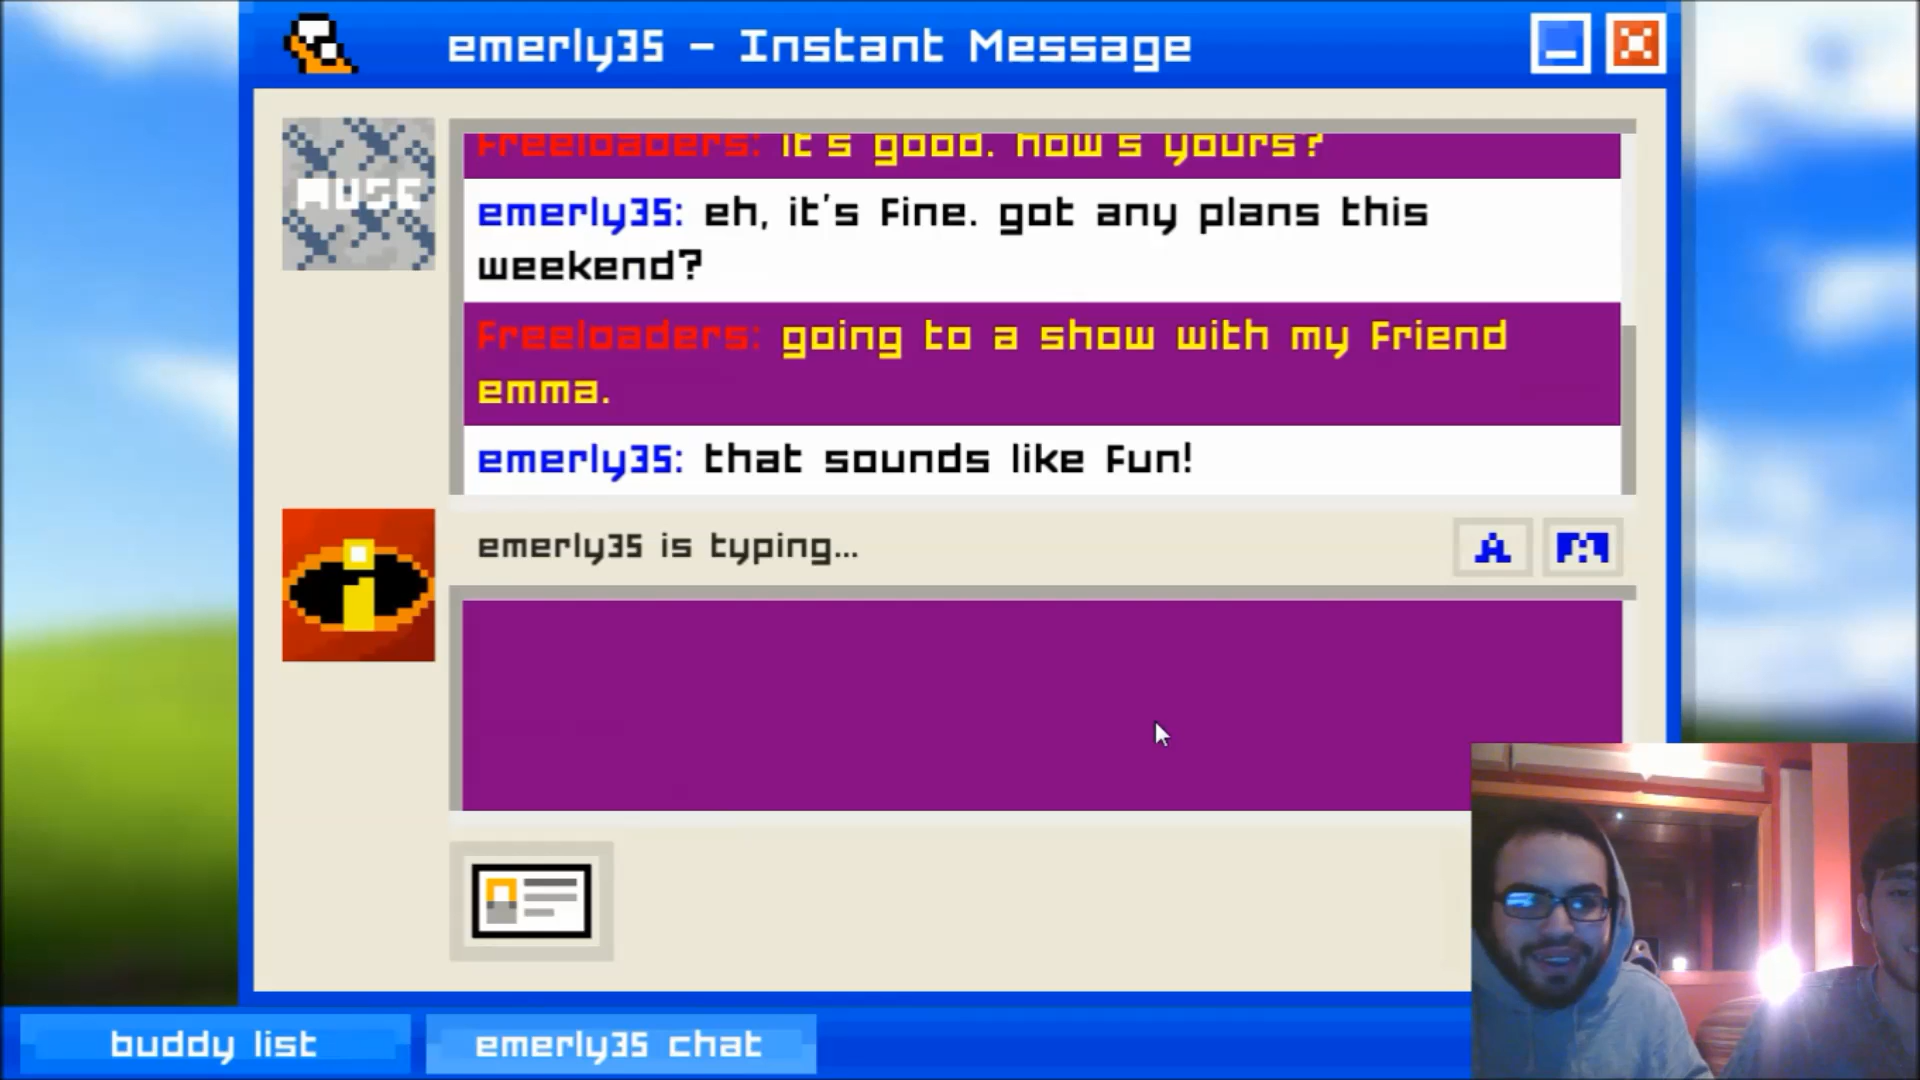 emerly35 - Instant Message
MUSE
Freeloaders: it's good. how's yours?
emerly35: eh, it's fine. got any plans this
weekend?
Freeloaders: going to a show with my friend
emma.
emerly35: that sounds like fun!
emerly35 is typing...
A
i
buddy list
emerly35 chat